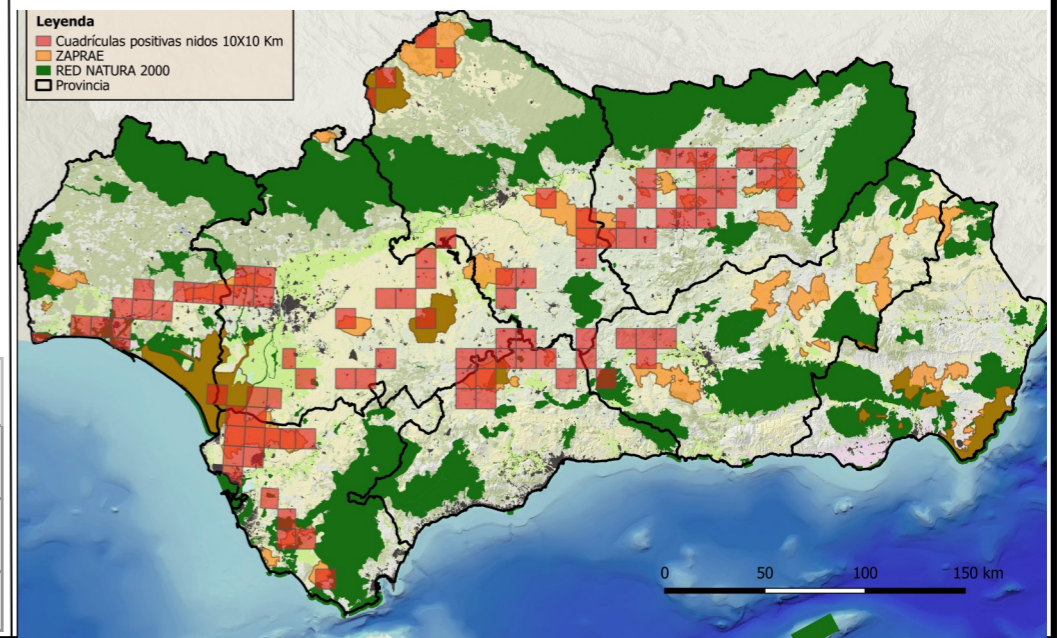 Leyenda
Cuadrículas positivas nidos 10X10 Km
ZAPRAE
RED NATURA 2000
Provincia
0 50 100 150 km